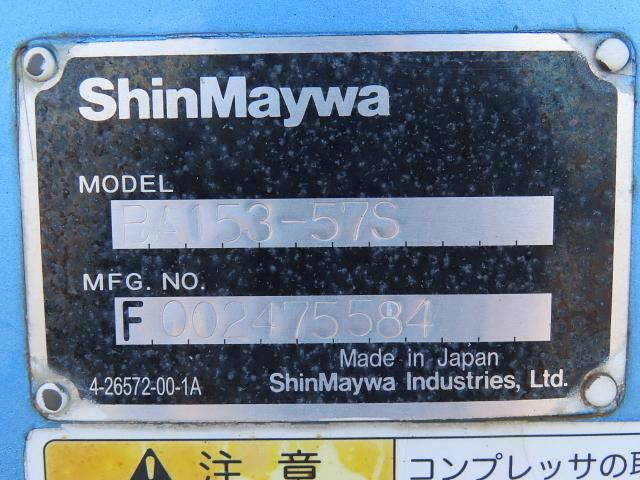 ShinMaywa
MODEL
BA153-57S
MFG. NO.
F 002475584
Made in Japan
4-26572-00-1A
ShinMaywa Industries, Ltd.
注 意
コンプレッサの取